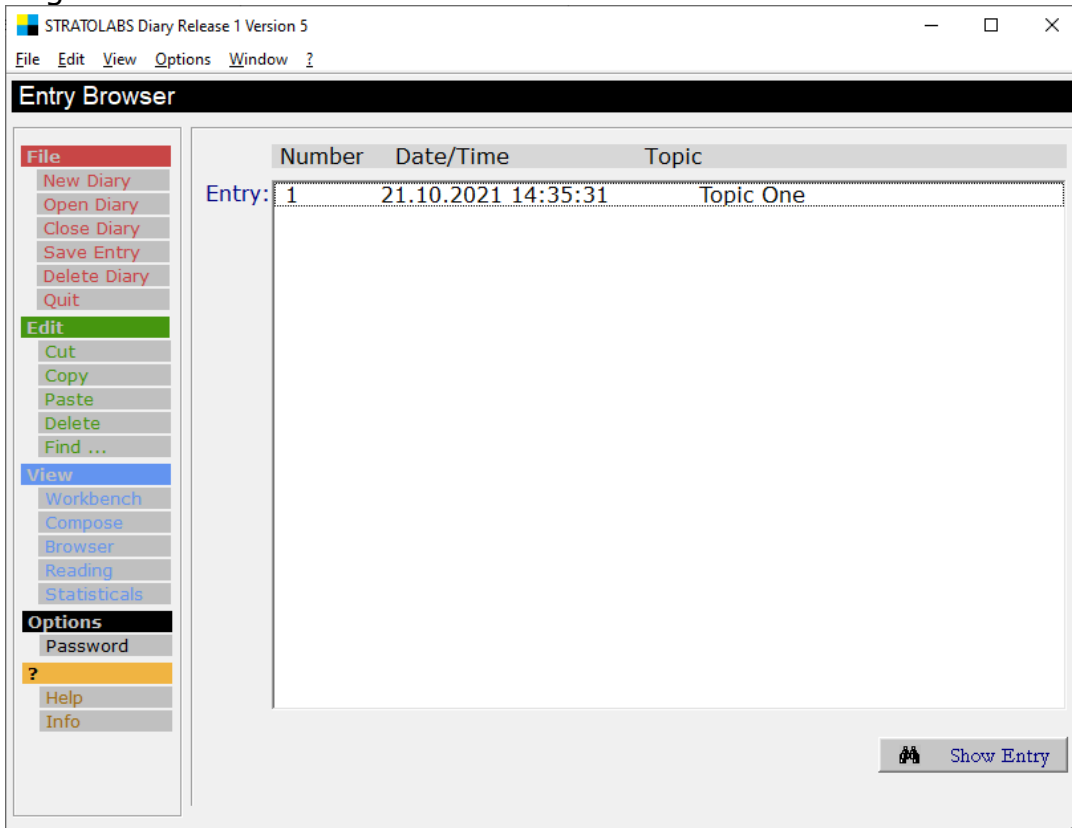 STRATOLABS Diary Release 1 Version 5
File Edit View Options Window ?
Entry Browser
File
New Diary
Open Diary
Close Diary
Save Entry
Delete Diary
Quit
Edit
Cut
Copy
Paste
Delete
Find ...
View
Workbench
Compose
Browser
Reading
Statisticals
Options
Password
?
Help
Info
Number Date/Time Topic
Entry: 1 21.10.2021 14:35:31 Topic One
Show Entry